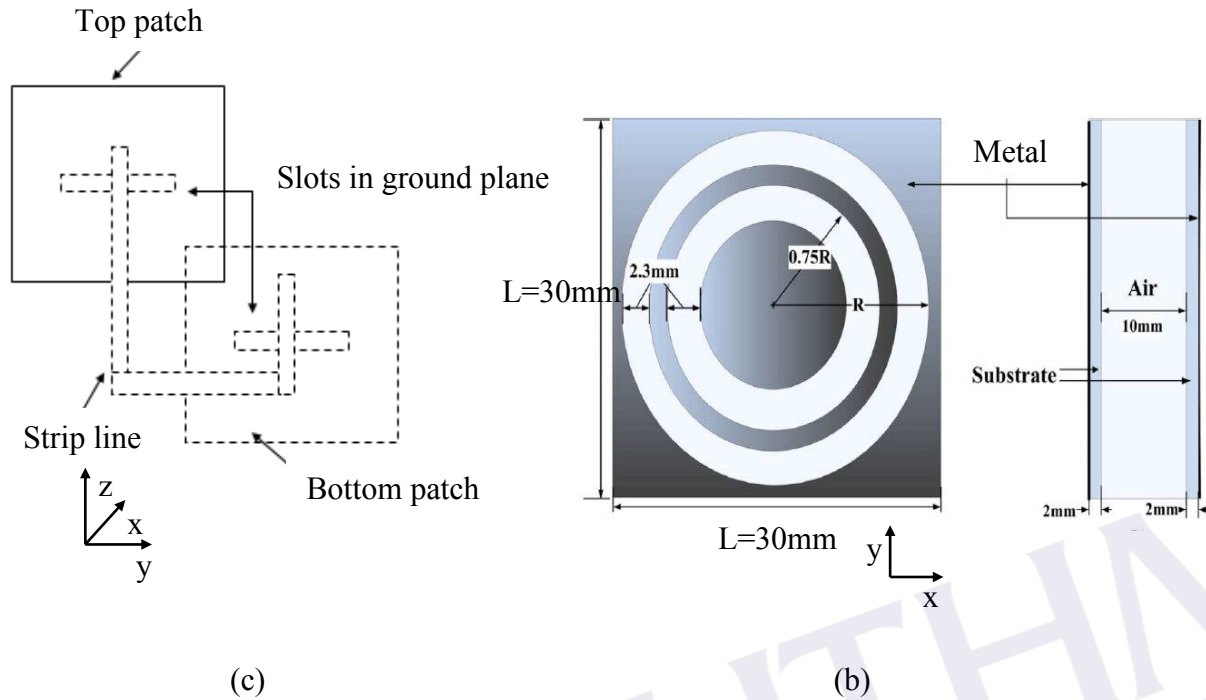 Top patch
Slots in ground plane
Strip line
Bottom patch
z
x
y
(c)
Metal
0.75R
2.3mm
L=30mm
R
Air
10mm
Substrate
2mm
2mm
L=30mm
y
x
(b)